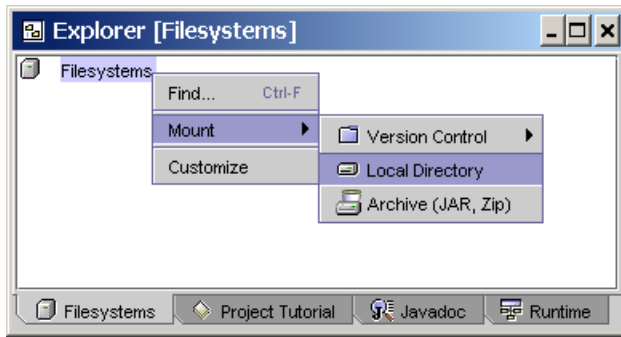 Explorer [Filesystems]
Filesystems
Find... Ctrl-F
Mount
Version Control
Customize
Local Directory
Archive (JAR, Zip)
Filesystems Project Tutorial Javadoc Runtime